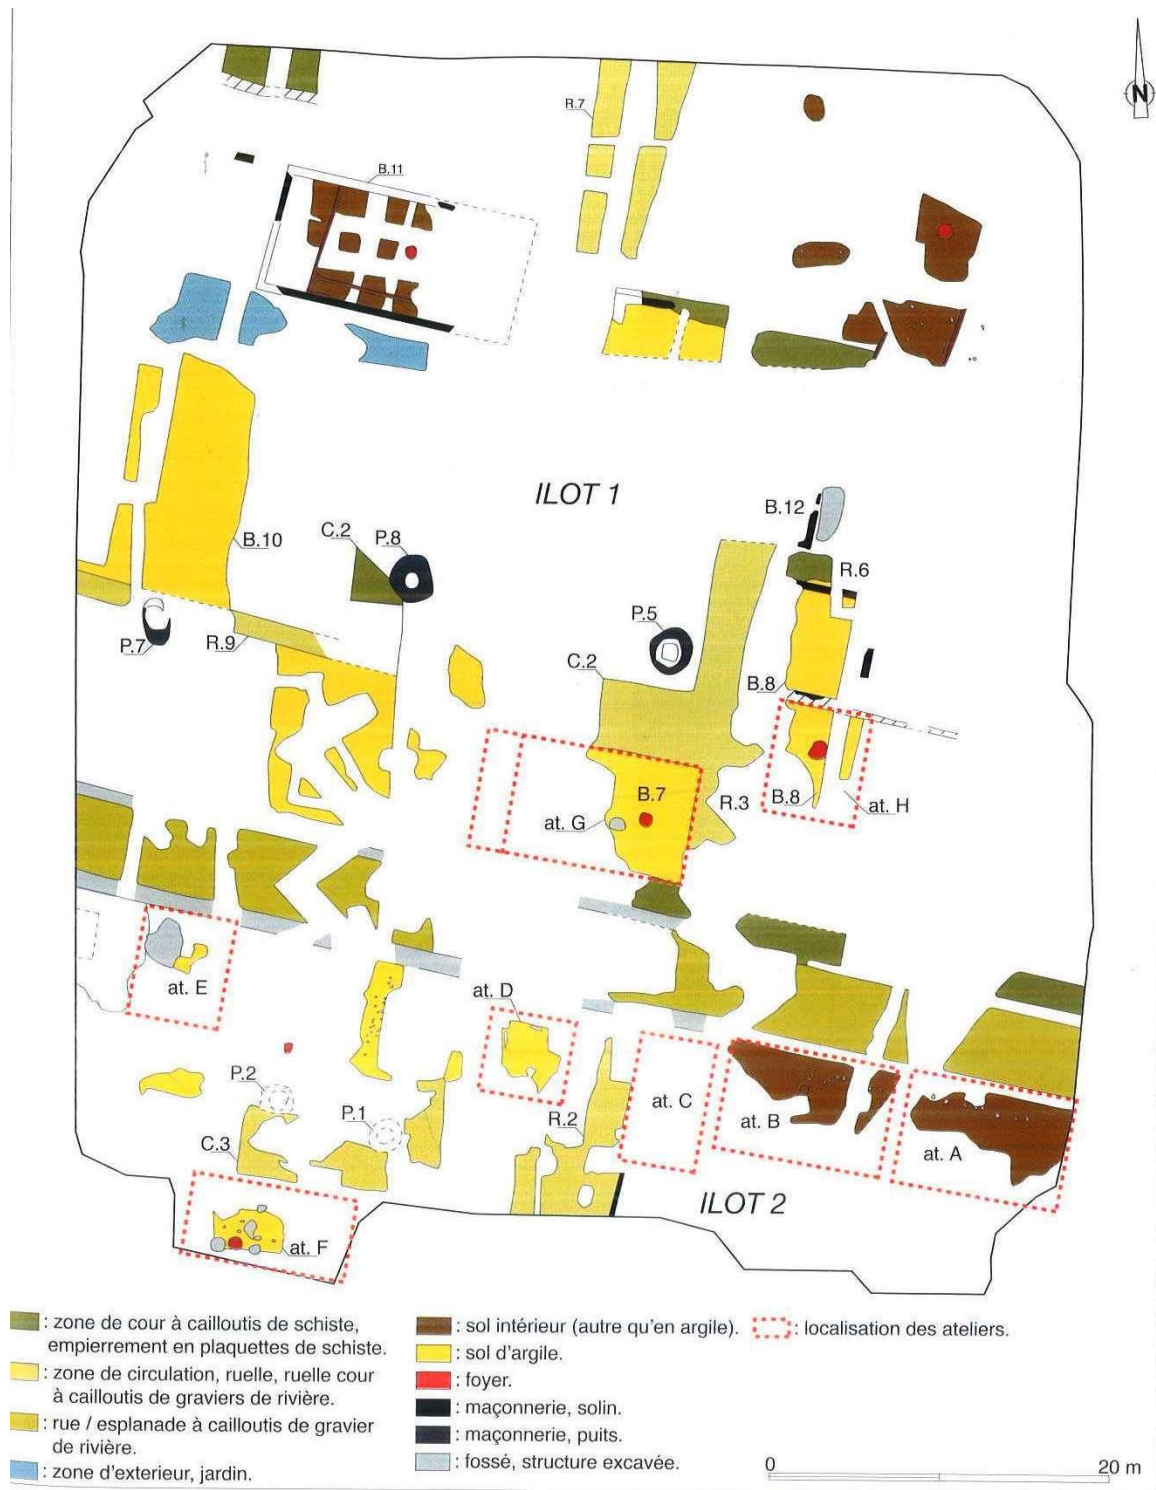 N
R.7
B.11
ILOT 1
B.12
C.2
P.8
B.10
R.6
P.5
P.7
R.9
C.2
B.8
B.7
R.3
B.8
at. H
at. G
at. E
at. D
P.2
P.1
R.2
at. C
at. B
at. A
C.3
ILOT 2
at. F
: zone de cour à cailloutis de schiste,
empierrement en plaquettes de schiste.
: zone de circulation, ruelle, ruelle cour
à cailloutis de graviers de rivière.
: rue / esplanade à cailloutis de gravier
de rivière.
: zone d'exterieur, jardin.
: sol intérieur (autre qu'en argile).
: sol d'argile.
: foyer.
: maçonnerie, solin.
: maçonnerie, puits.
: fossé, structure excavée.
: localisation des ateliers.
0 20 m